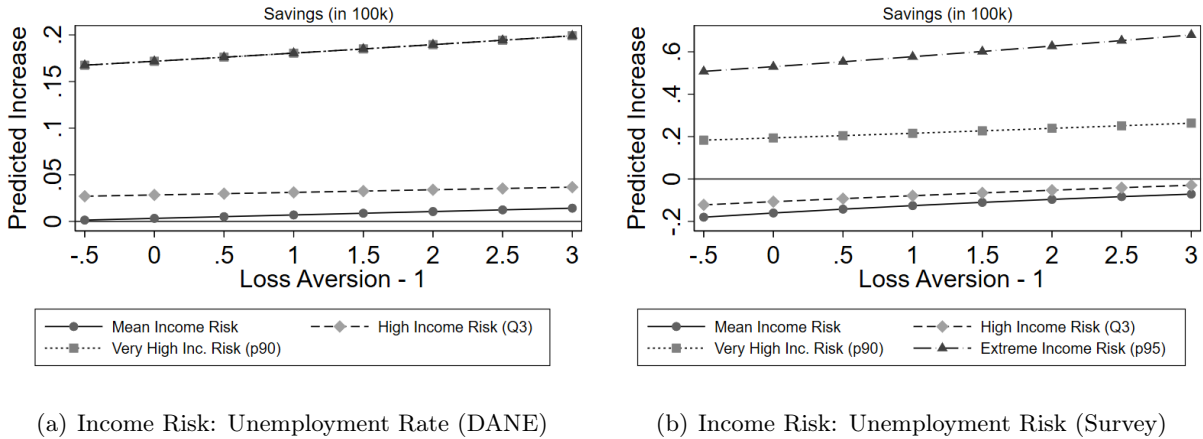 Savings (in 100k)
Predicted Increase
.2
.15
.1
.05
0
-.5 0 .5 1 1.5 2 2.5 3
Loss Aversion - 1
Mean Income Risk
High Income Risk (Q3)
Very High Inc. Risk (p90)
(a) Income Risk: Unemployment Rate (DANE)
Savings (in 100k)
Predicted Increase
.6
.4
.2
0
-.2
-.5 0 .5 1 1.5 2 2.5 3
Loss Aversion - 1
Mean Income Risk
High Income Risk (Q3)
Very High Inc. Risk (p90)
Extreme Income Risk (p95)
(b) Income Risk: Unemployment Risk (Survey)